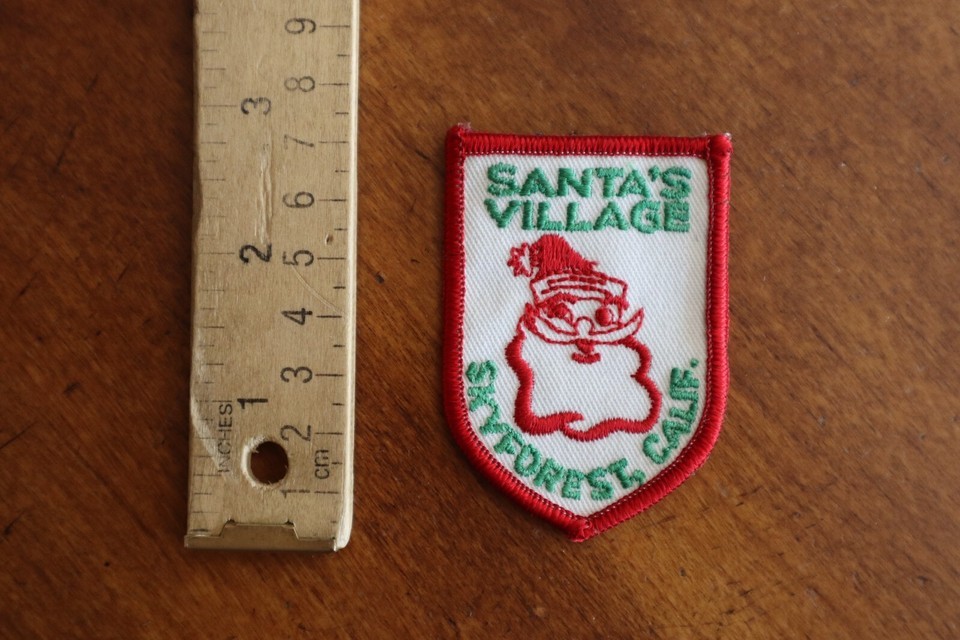 9
8
3
7
6
2
5
4
3
1
INCHES
2
cm
1
SANTA'S
VILLAGE
SKYFOREST, CALIF.